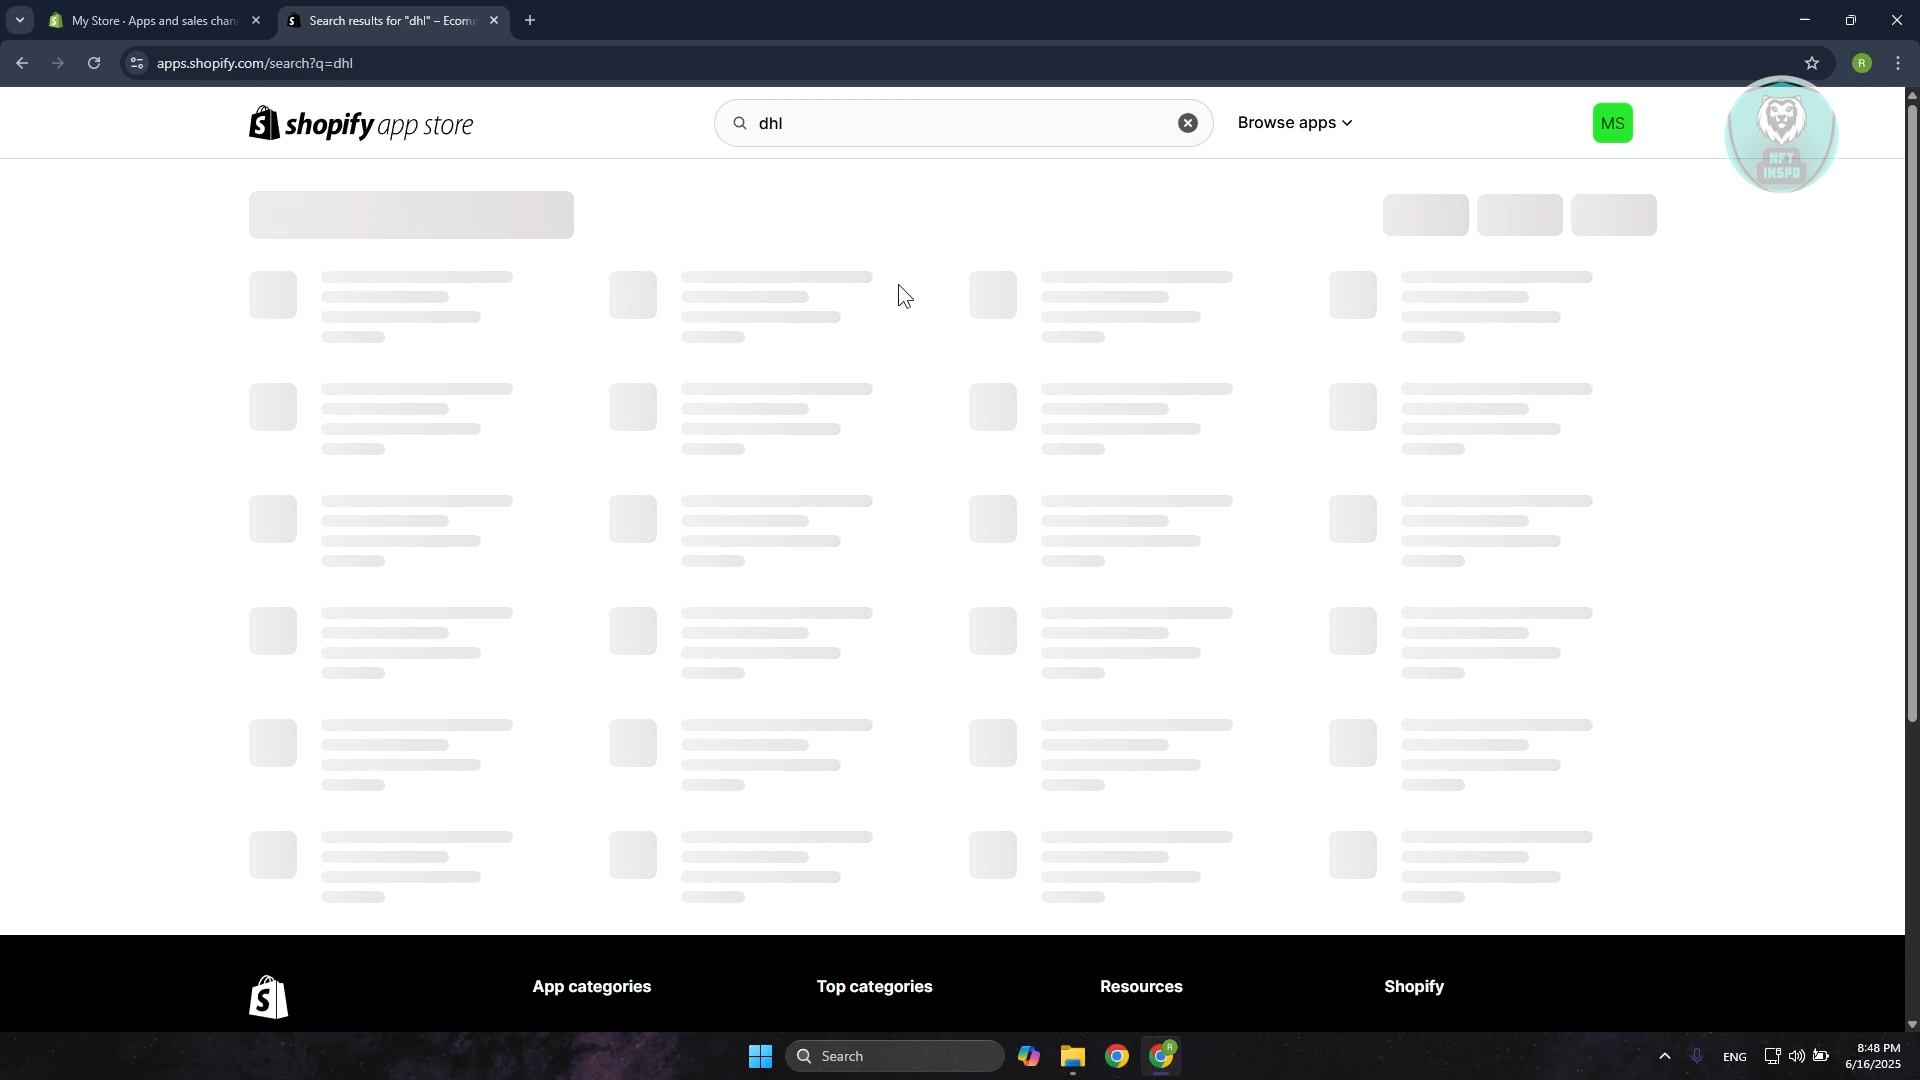 My Store · Apps and sales chan
Search results for "dhl" – Ecom
apps.shopify.com/search?q=dhl
shopify app store
dhl
Browse apps
MS
R
NFT
INSPO
App categories
Top categories
Resources
Shopify
Search
R
ENG
8:48 PM
6/16/2025